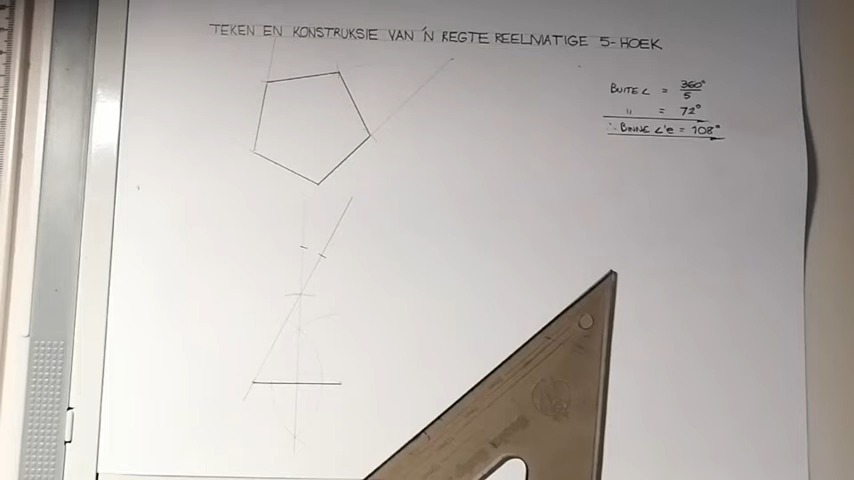 TEKEN EN KONSTRUKSIE VAN 'N REGTE REELMATIGE 5-HOEK
BUITE ∠ = 360°/5
" = 72°
∴ BINNE ∠'e = 108°